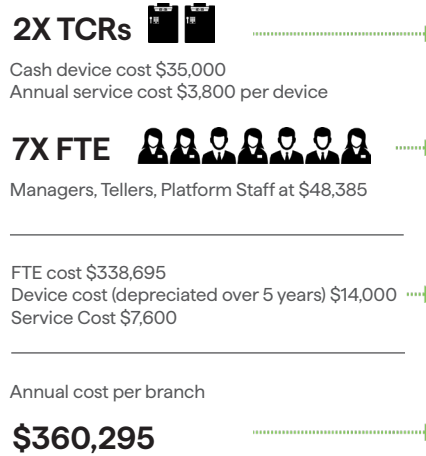 2X TCRs
Cash device cost $35,000
Annual service cost $3,800 per device
7X FTE
Managers, Tellers, Platform Staff at $48,385
FTE cost $338,695
Device cost (depreciated over 5 years) $14,000
Service Cost $7,600
Annual cost per branch
$360,295